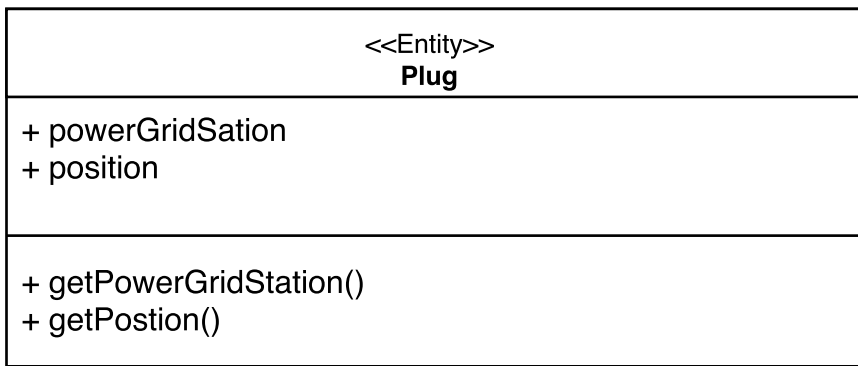 <<Entity>>
Plug
+ powerGridSation
+ position
+ getPowerGridStation()
+ getPostion()